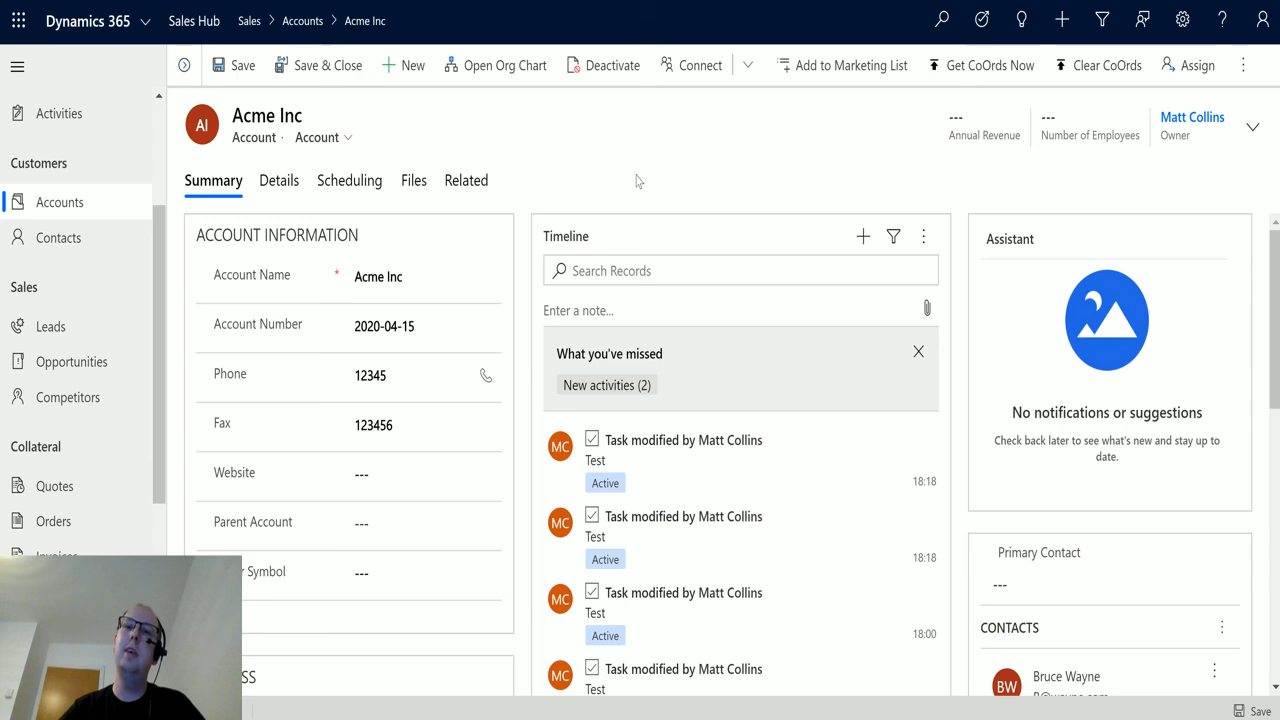 Dynamics 365 Sales Hub Sales Accounts Acme Inc
Save Save & Close New Open Org Chart Deactivate Connect Add to Marketing List Get CoOrds Now Clear CoOrds Assign
Activities
Customers
Accounts
Contacts
Sales
Leads
Opportunities
Competitors
Collateral
Quotes
Orders
Invoices
AI
Acme Inc
Account · Account
---
Annual Revenue
---
Number of Employees
Matt Collins
Owner
Summary Details Scheduling Files Related
ACCOUNT INFORMATION
Account Name * Acme Inc
Account Number 2020-04-15
Phone 12345
Fax 123456
Website ---
Parent Account ---
Symbol ---
SS
Timeline
Search Records
Enter a note...
What you've missed
New activities (2)
MC Task modified by Matt Collins
Test
Active 18:18
MC Task modified by Matt Collins
Test
Active 18:18
MC Task modified by Matt Collins
Test
Active 18:00
MC Task modified by Matt Collins
Test
Assistant
No notifications or suggestions
Check back later to see what's new and stay up to
date.
Primary Contact
---
CONTACTS
BW Bruce Wayne
Save